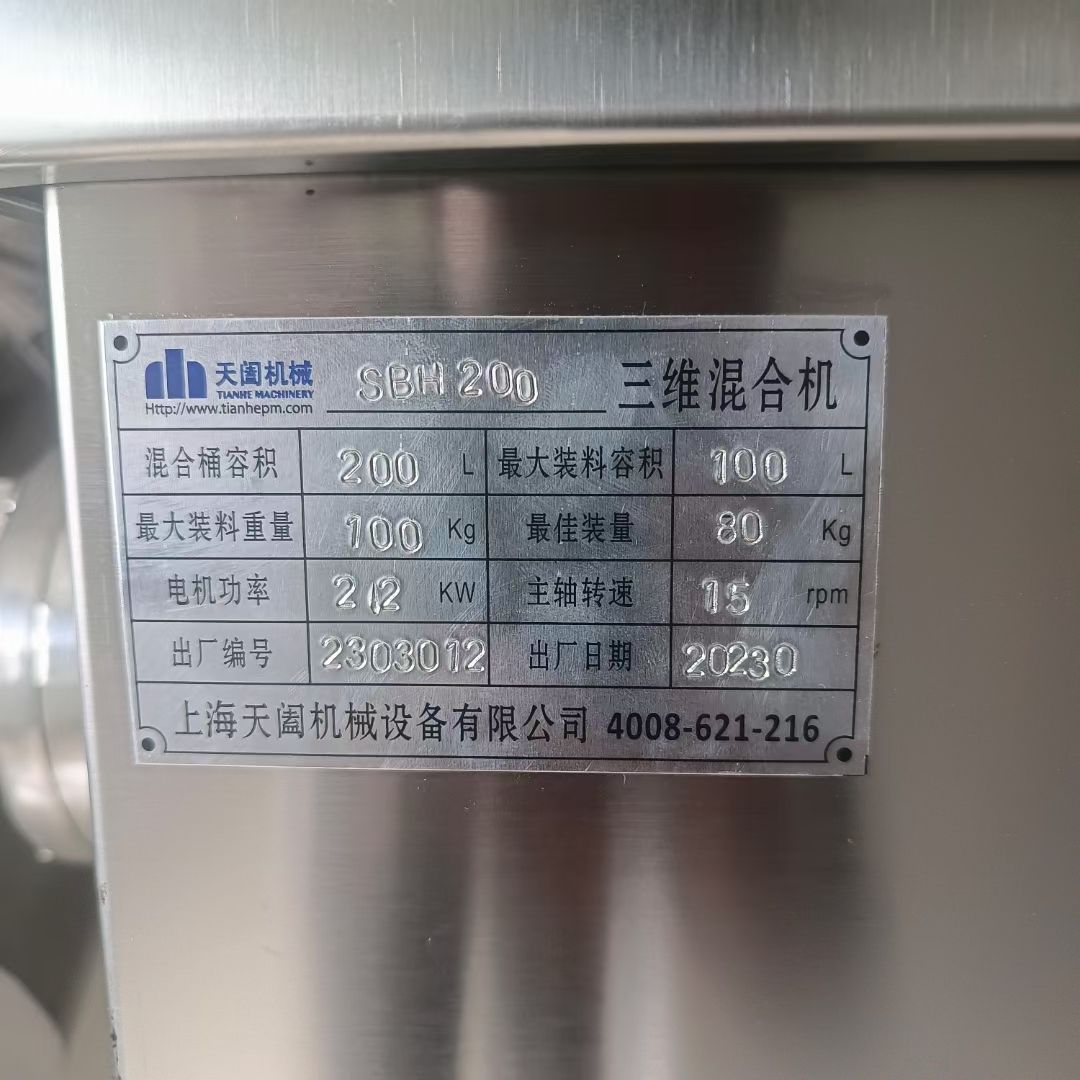 天阖机械 SBH200 三维混合机
TIANHE MACHINERY
Http://www.tianhepm.com
混合桶容积 200 L 最大装料容积 100 L
最大装料重量 100 Kg 最佳装量 80 Kg
电机功率 2.2 KW 主轴转速 15 rpm
出厂编号 2303012 出厂日期 20230
上海天阖机械设备有限公司 4008-621-216